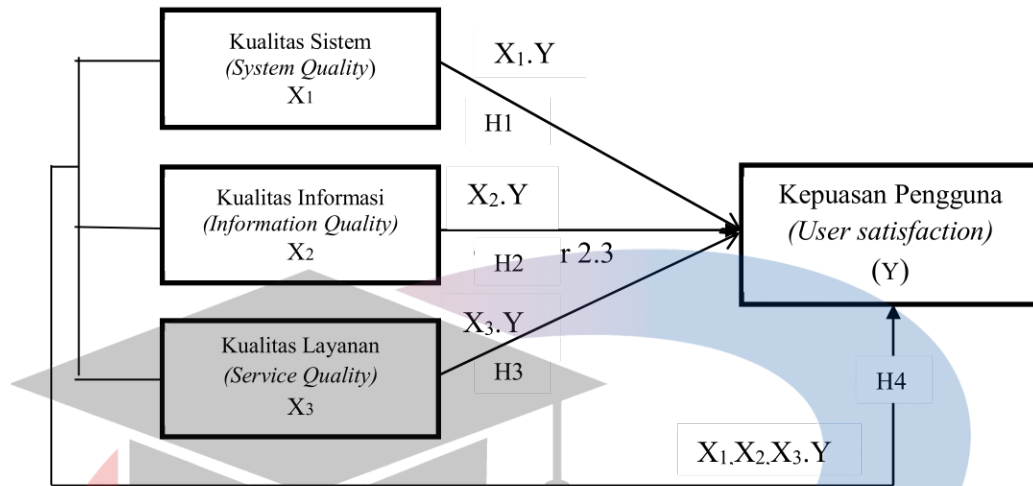 Kualitas Sistem
(System Quality)
X1
X1.Y
H1
Kualitas Informasi
(Information Quality)
X2
X2.Y
H2
r 2.3
Kualitas Layanan
(Service Quality)
X3
X3.Y
H3
Kepuasan Pengguna
(User satisfaction)
(Y)
H4
X1,X2,X3.Y